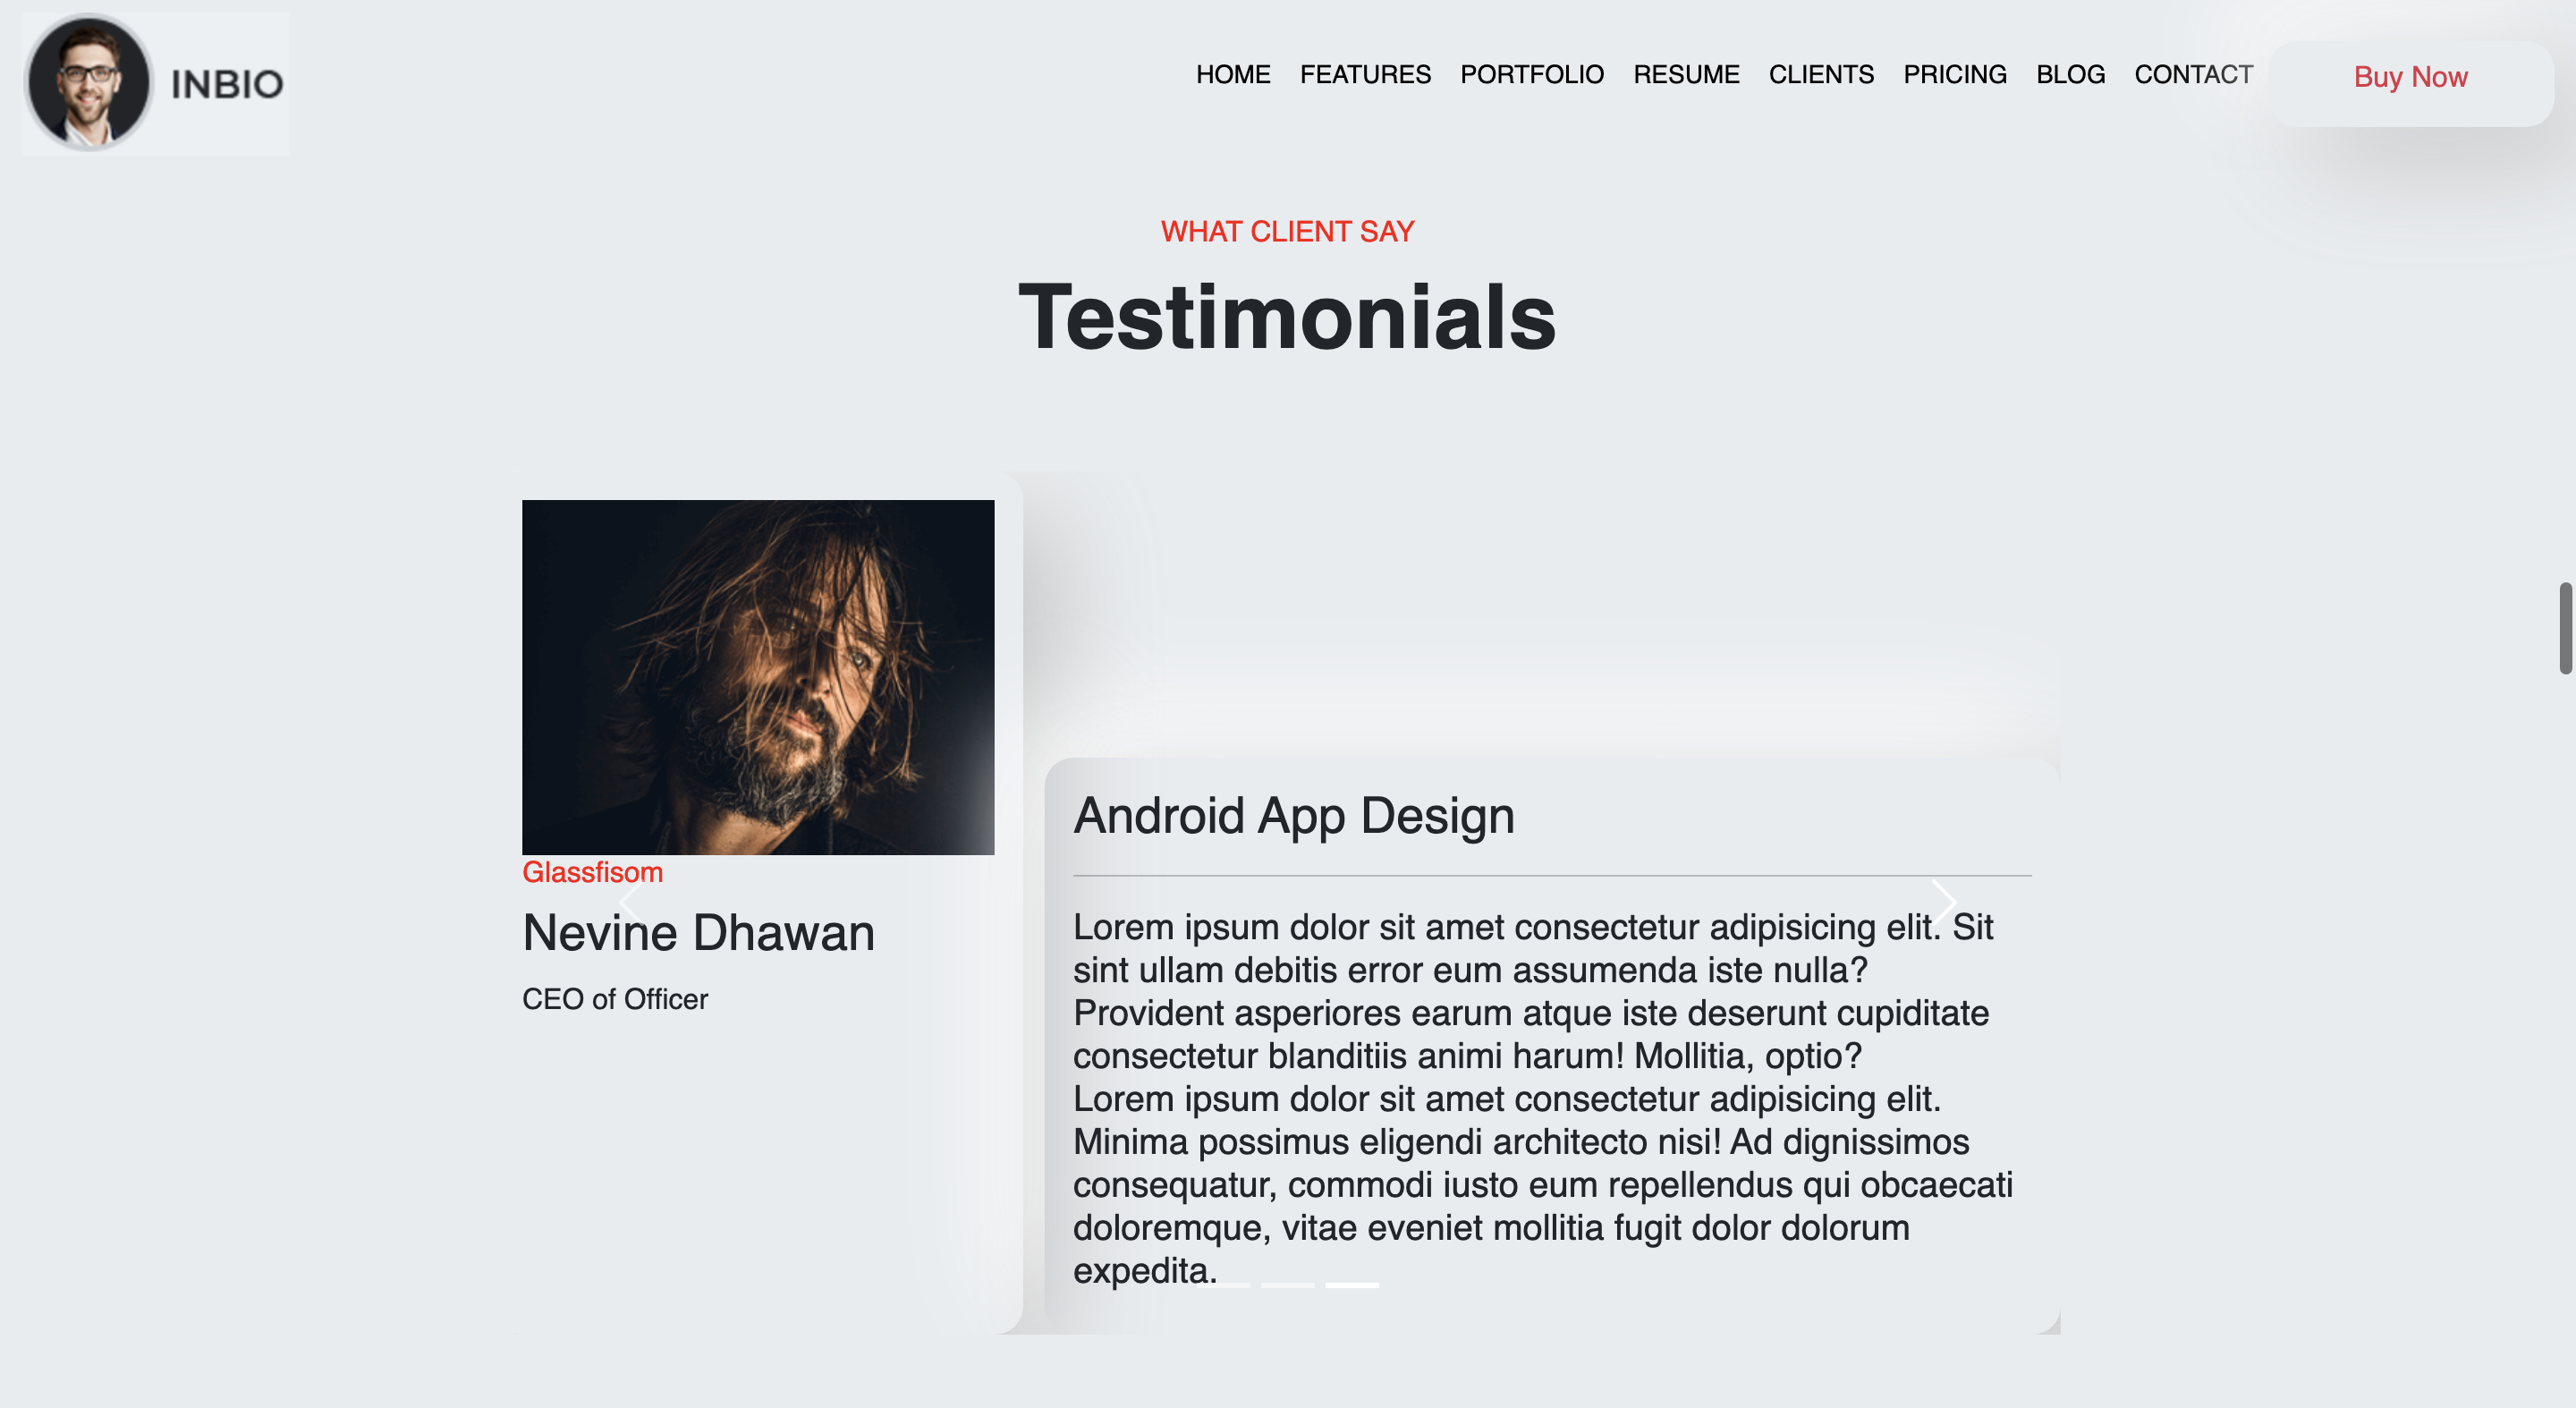 INBIO
HOME FEATURES PORTFOLIO RESUME CLIENTS PRICING BLOG CONTACT Buy Now
WHAT CLIENT SAY
Testimonials
Glassfisom
Nevine Dhawan
CEO of Officer
Android App Design
Lorem ipsum dolor sit amet consectetur adipisicing elit. Sit
sint ullam debitis error eum assumenda iste nulla?
Provident asperiores earum atque iste deserunt cupiditate
consectetur blanditiis animi harum! Mollitia, optio?
Lorem ipsum dolor sit amet consectetur adipisicing elit.
Minima possimus eligendi architecto nisi! Ad dignissimos
consequatur, commodi iusto eum repellendus qui obcaecati
doloremque, vitae eveniet mollitia fugit dolor dolorum
expedita.